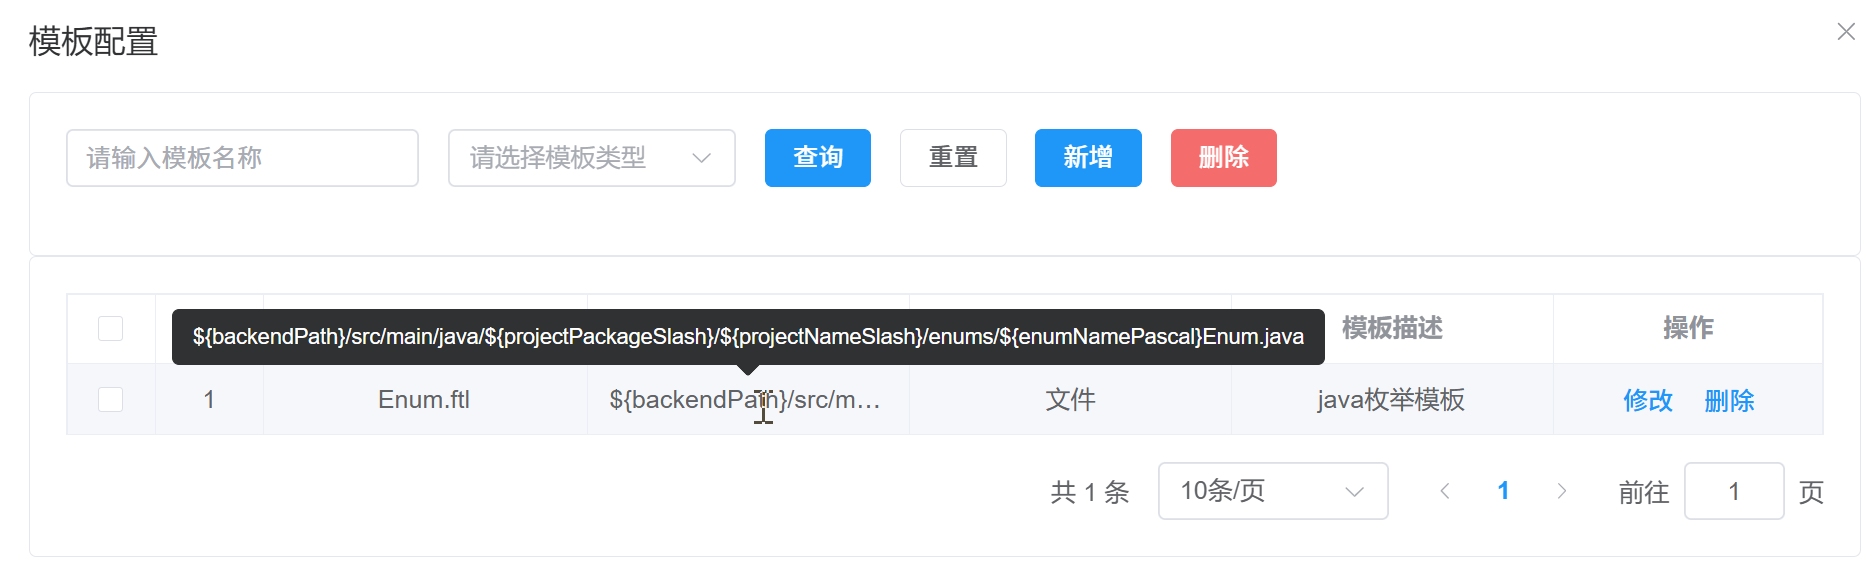 模板配置
请输入模板名称 请选择模板类型 查询 重置 新增 删除
${backendPath}/src/main/java/${projectPackageSlash}/${projectNameSlash}/enums/${enumNamePascal}Enum.java 模板描述 操作
1 Enum.ftl ${backendPath}/src/m... 文件 java枚举模板 修改 删除
共 1 条 10条/页 1 前往 1 页